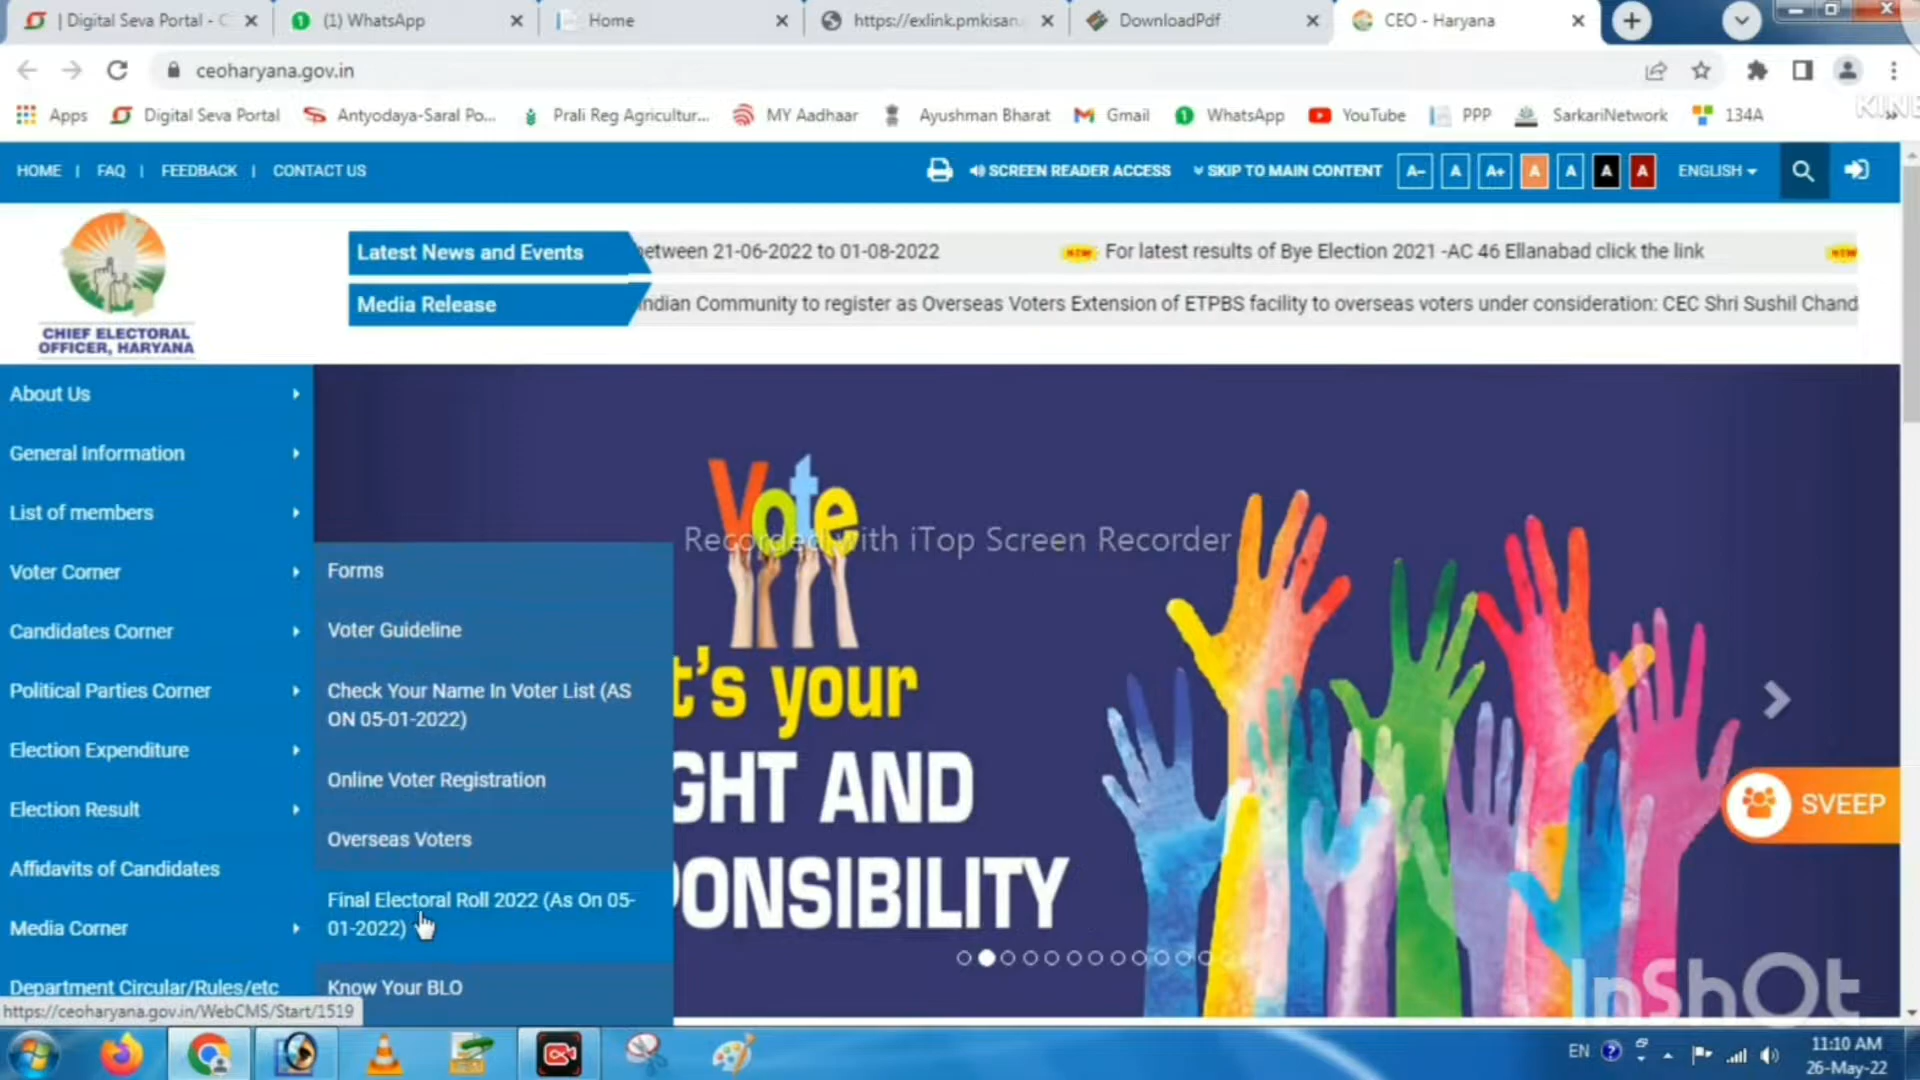 | Digital Seva Portal - C
(1) WhatsApp
Home
https://exlink.pmkisan.
DownloadPdf
CEO - Haryana
ceoharyana.gov.in
Apps
Digital Seva Portal
Antyodaya-Saral Po...
Prali Reg Agricultur...
MY Aadhaar
Ayushman Bharat
Gmail
WhatsApp
YouTube
PPP
SarkariNetwork
134A
KINE
HOME | FAQ | FEEDBACK | CONTACT US
SCREEN READER ACCESS
SKIP TO MAIN CONTENT
A- A A+ A A A A
ENGLISH
CHIEF ELECTORAL
OFFICER, HARYANA
Latest News and Events
between 21-06-2022 to 01-08-2022
NEW For latest results of Bye Election 2021 -AC 46 Ellanabad click the link NEW
Media Release
Indian Community to register as Overseas Voters Extension of ETPBS facility to overseas voters under consideration: CEC Shri Sushil Chand
About Us
General Information
List of members
Voter Corner
Candidates Corner
Political Parties Corner
Election Expenditure
Election Result
Affidavits of Candidates
Media Corner
Department Circular/Rules/etc
Forms
Voter Guideline
Check Your Name In Voter List (AS
ON 05-01-2022)
Online Voter Registration
Overseas Voters
Final Electoral Roll 2022 (As On 05-
01-2022)
Know Your BLO
Vote
Recorded with iTop Screen Recorder
t's your
GHT AND
PONSIBILITY
SVEEP
InShOt
https://ceoharyana.gov.in/WebCMS/Start/1519
EN
11:10 AM
26-May-22